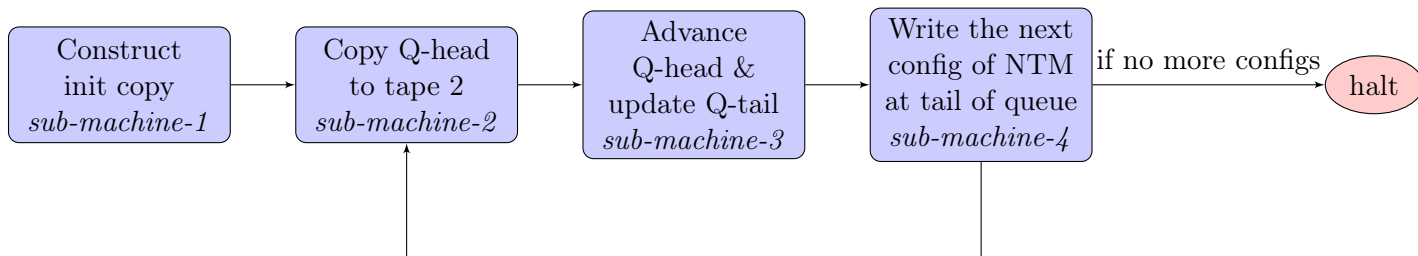 Construct
init copy
sub-machine-1
Copy Q-head
to tape 2
sub-machine-2
Advance
Q-head &
update Q-tail
sub-machine-3
Write the next
config of NTM
at tail of queue
sub-machine-4
if no more configs
halt